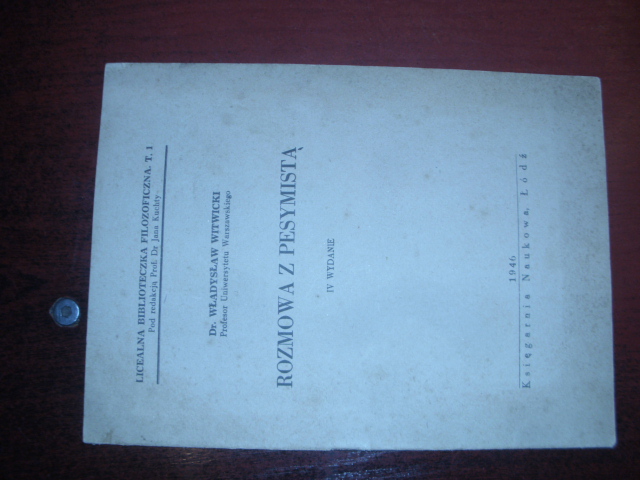 LICEALNA BIBLIOTECZKA FILOZOFICZNA. T. 1
Pod redakcją Prof. Dr Jana Kuchty
Dr. WŁADYSŁAW WITWICKI
Profesor Uniwersytetu Warszawskiego
ROZMOWA Z PESYMISTĄ
IV WYDANIE
1946
Księgarnia Naukowa, Łódź